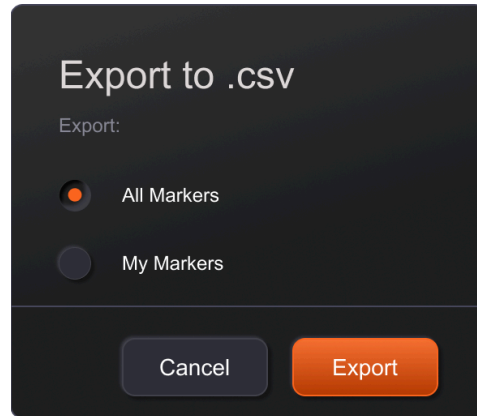 Export to .csv
Export:
All Markers
My Markers
Cancel
Export